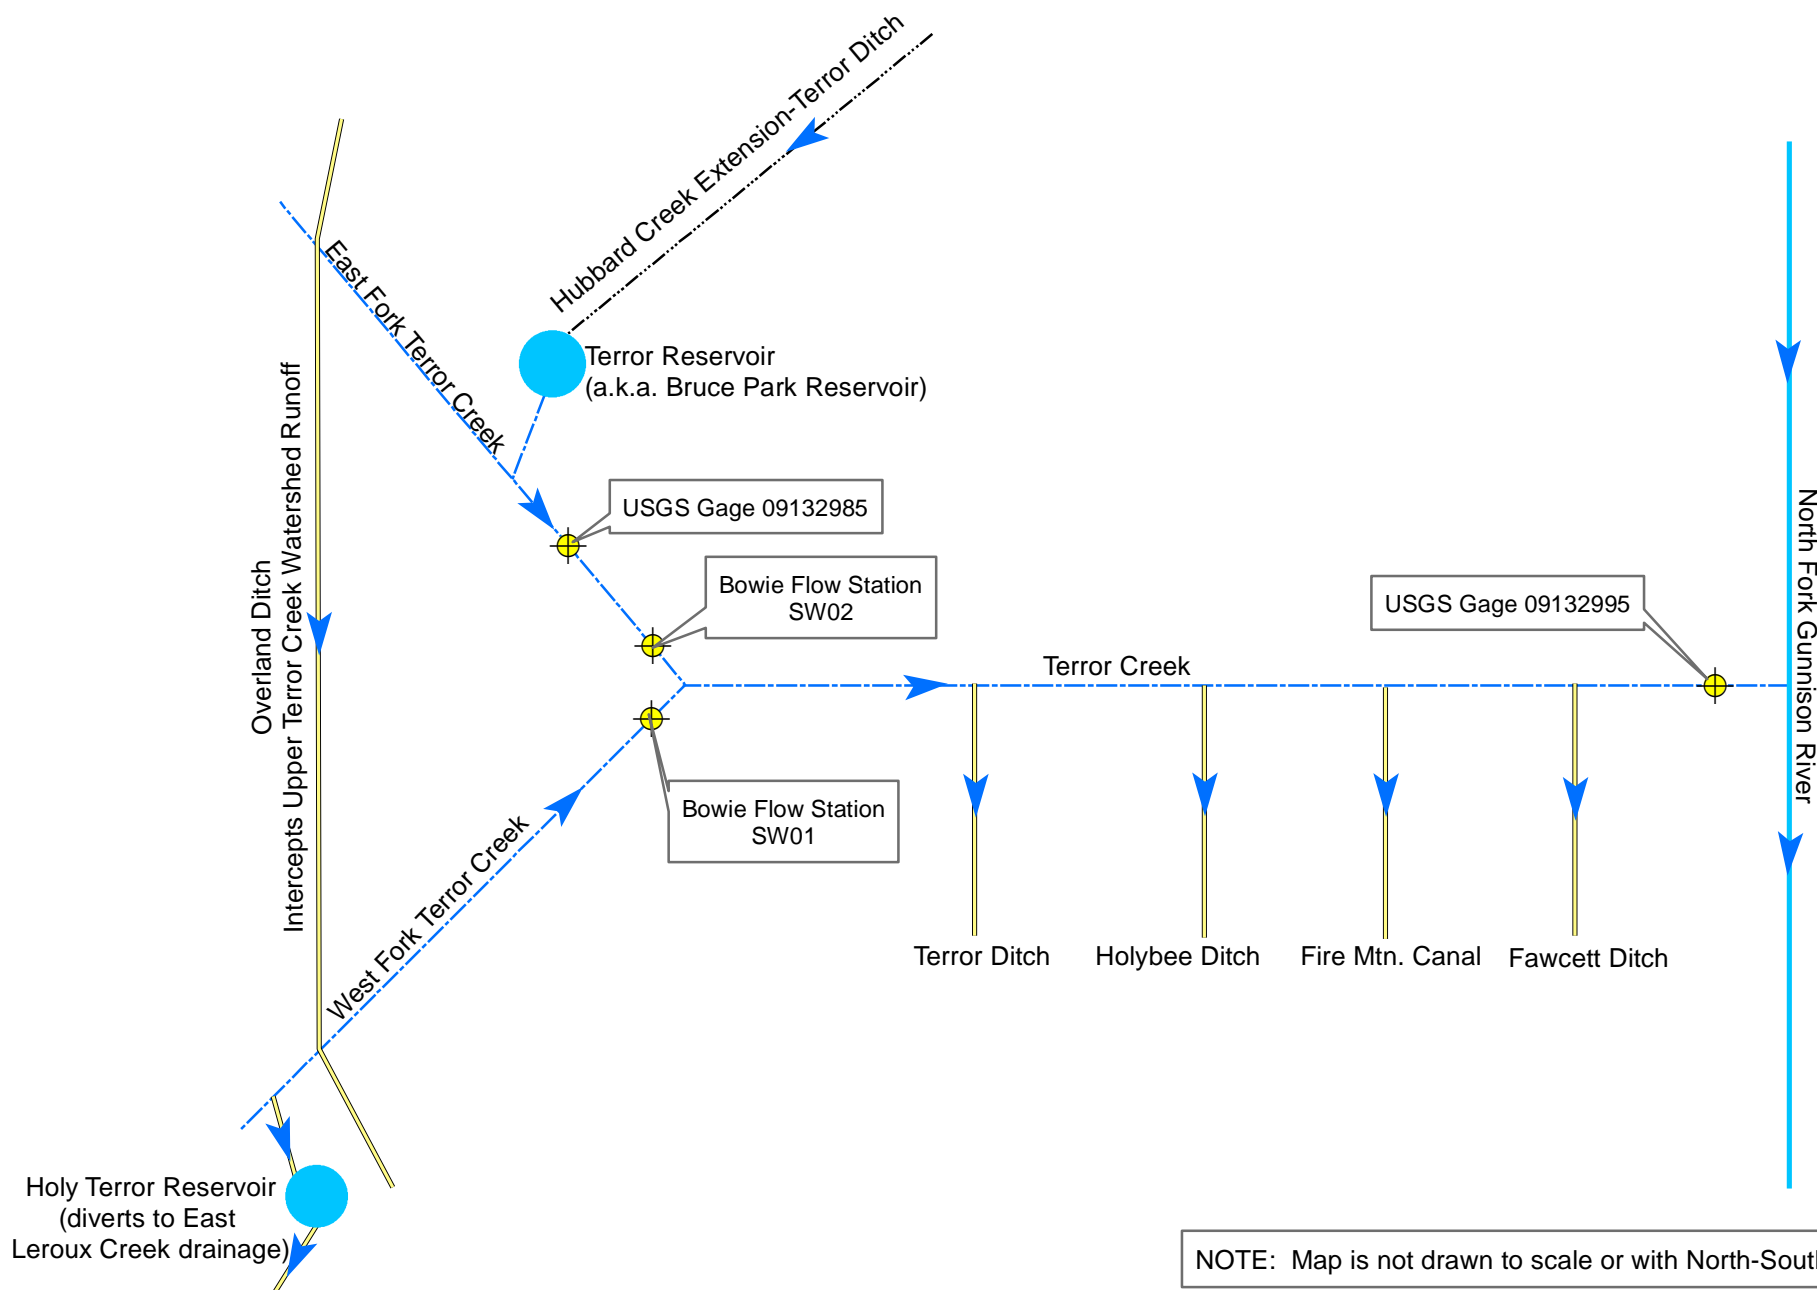 Hubbard Creek Extension-Terror Ditch
East Fork Terror Creek
Terror Reservoir
(a.k.a. Bruce Park Reservoir)
Overland Ditch
Intercepts Upper Terror Creek Watershed Runoff
USGS Gage 09132985
Bowie Flow Station
SW02
USGS Gage 09132995
Terror Creek
North Fork Gunnison River
Bowie Flow Station
SW01
West Fork Terror Creek
Terror Ditch
Holybee Ditch
Fire Mtn. Canal
Fawcett Ditch
Holy Terror Reservoir
(diverts to East
Leroux Creek drainage)
NOTE: Map is not drawn to scale or with North-South